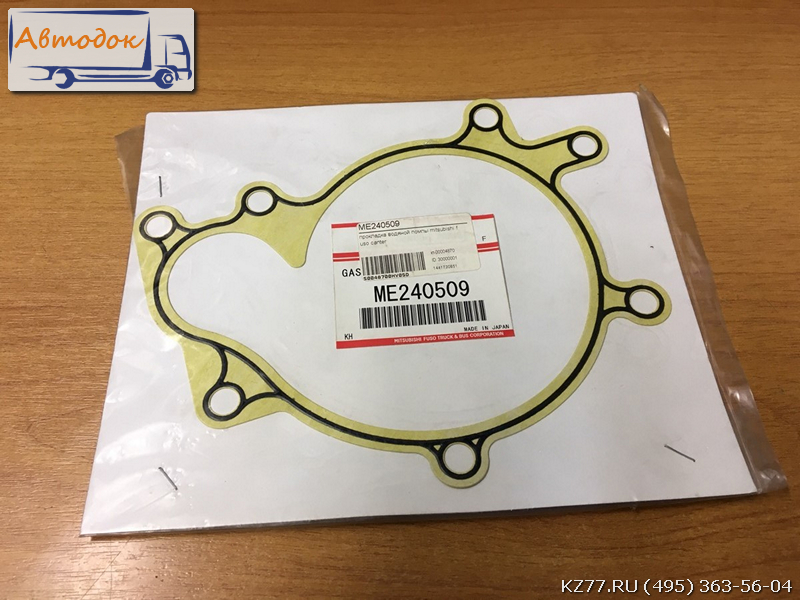 Автодок
ME240509
прокладка водяной помпы mitsubishi f
uso canter
F
GAS
ME240509
KH
MADE IN JAPAN
MITSUBISHI FUSO TRUCK & BUS CORPORATION
KZ77.RU (495) 363-56-04